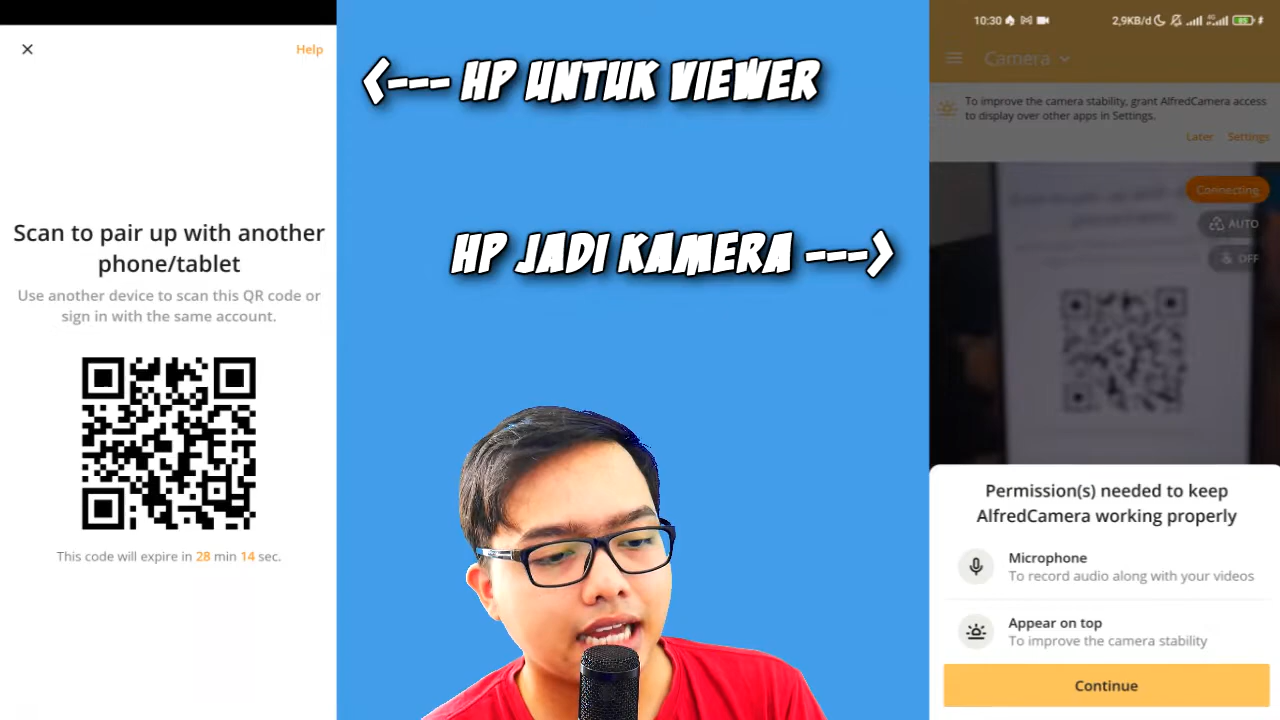 Help
Scan to pair up with another
phone/tablet
Use another device to scan this QR code or
sign in with the same account.
This code will expire in 28 min 14 sec.
<--- HP UNTUK VIEWER
HP JADI KAMERA --->
10:30
2,9KB/d
4G
85
Camera
To improve the camera stability, grant AlfredCamera access
to display over other apps in Settings.
Later Settings
Connecting
AUTO
OFF
Permission(s) needed to keep
AlfredCamera working properly
Microphone
To record audio along with your videos
Appear on top
To improve the camera stability
Continue